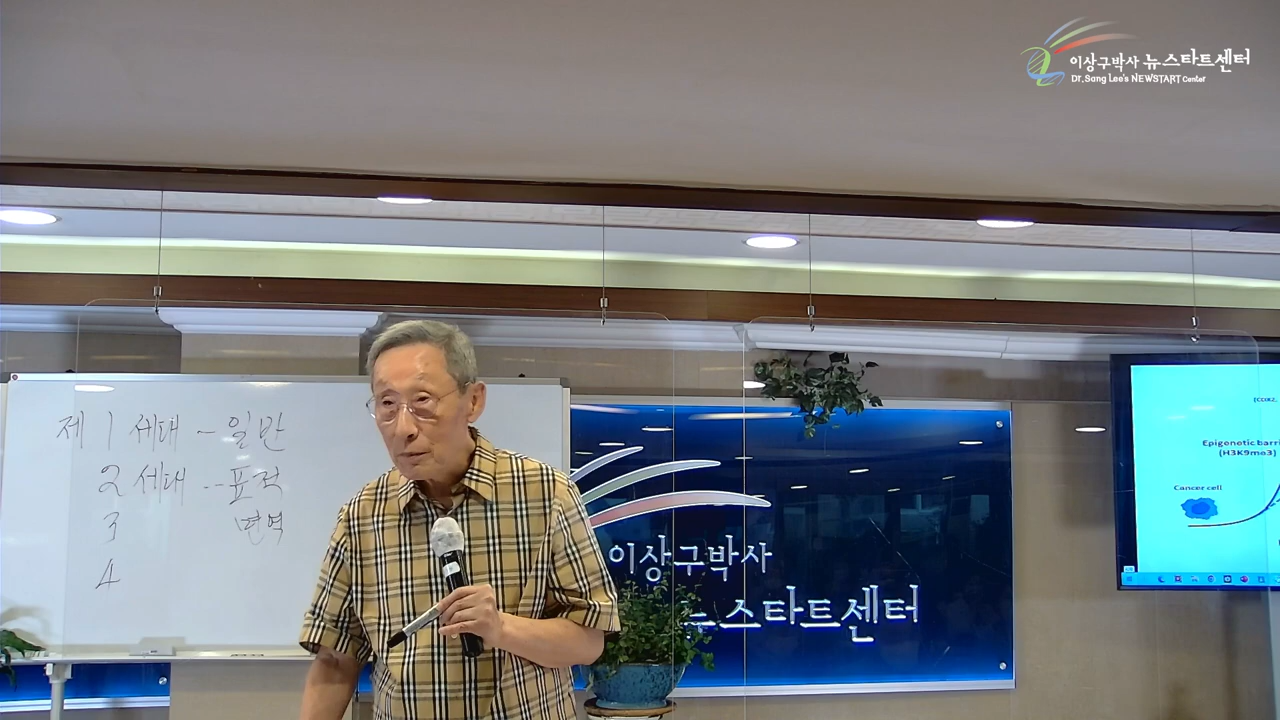 이상구박사 뉴스타트센터
Dr. Sang Lee's NEWSTART Center
제 1 세대 ~ 일반
2 세대 -- 표적
3 면역
4
이상구박사
뉴스타트센터
Epigenetic barri
(H3K9me3)
Cancer cell